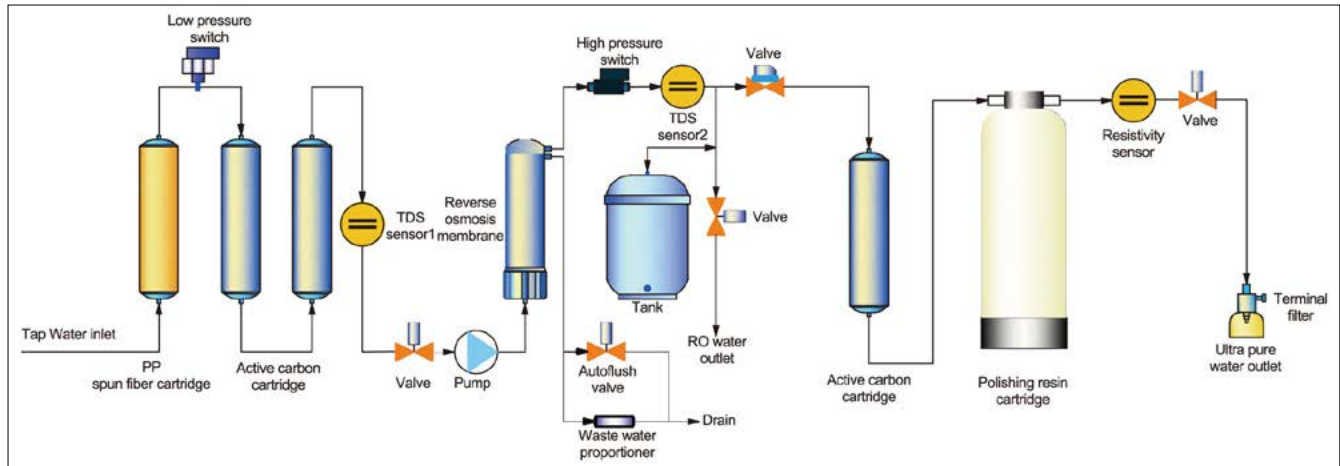 Low pressure
switch
High pressure
switch
Valve
TDS
sensor2
Resistivity
sensor
Valve
TDS
sensor1
Reverse
osmosis
membrane
Valve
Tank
Tap Water inlet
PP
spun fiber cartridge
Active carbon
cartridge
Valve
Pump
Autoflush
valve
RO water
outlet
Waste water
proportioner
Drain
Active carbon
cartridge
Polishing resin
cartridge
Terminal
filter
Ultra pure
water outlet